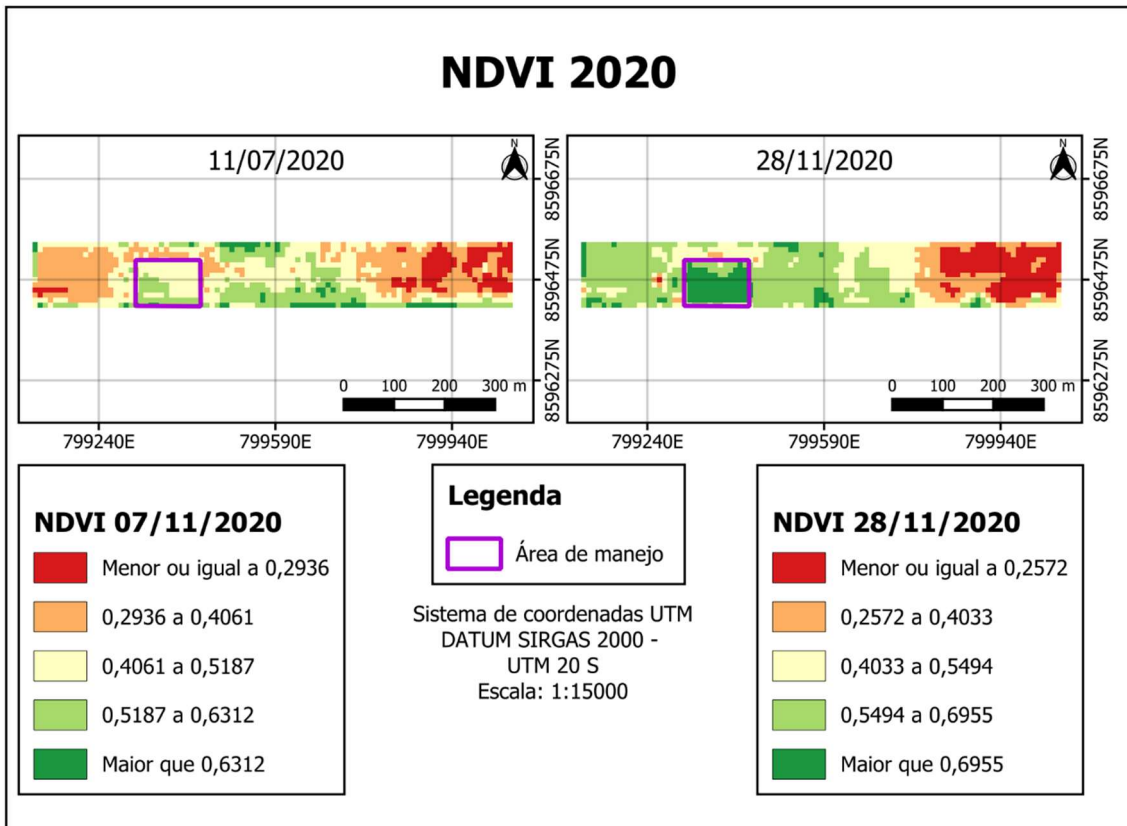 NDVI 2020
11/07/2020
N
8596675N
8596475N
8596275N
0 100 200 300 m
799240E 799590E 799940E
28/11/2020
N
8596675N
8596475N
8596275N
0 100 200 300 m
799240E 799590E 799940E
NDVI 07/11/2020
Menor ou igual a 0,2936
0,2936 a 0,4061
0,4061 a 0,5187
0,5187 a 0,6312
Maior que 0,6312
Legenda
Área de manejo
Sistema de coordenadas UTM
DATUM SIRGAS 2000 -
UTM 20 S
Escala: 1:15000
NDVI 28/11/2020
Menor ou igual a 0,2572
0,2572 a 0,4033
0,4033 a 0,5494
0,5494 a 0,6955
Maior que 0,6955